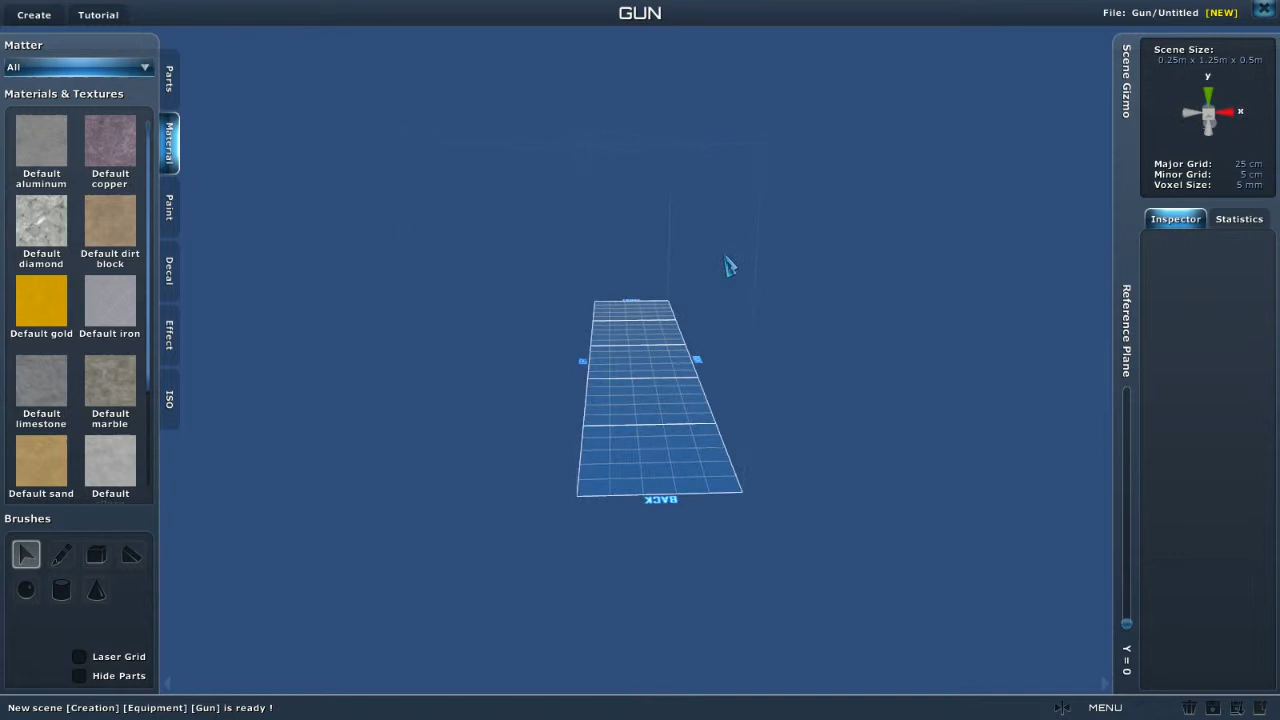 Create
Tutorial
GUN
File: Gun/Untitled [NEW]
Matter
All
Materials & Textures
Default aluminum
Default copper
Default diamond
Default dirt block
Default gold
Default iron
Default limestone
Default marble
Default sand
Default
Brushes
Laser Grid
Hide Parts
Parts
Material
Paint
Decal
Effect
ISO
BACK
Scene Gizmo
Scene Size:
0.25m x 1.25m x 0.5m
y
x
Major Grid: 25 cm
Minor Grid: 5 cm
Voxel Size: 5 mm
Inspector
Statistics
Reference Plane
Y = 0
New scene [Creation] [Equipment] [Gun] is ready !
MENU